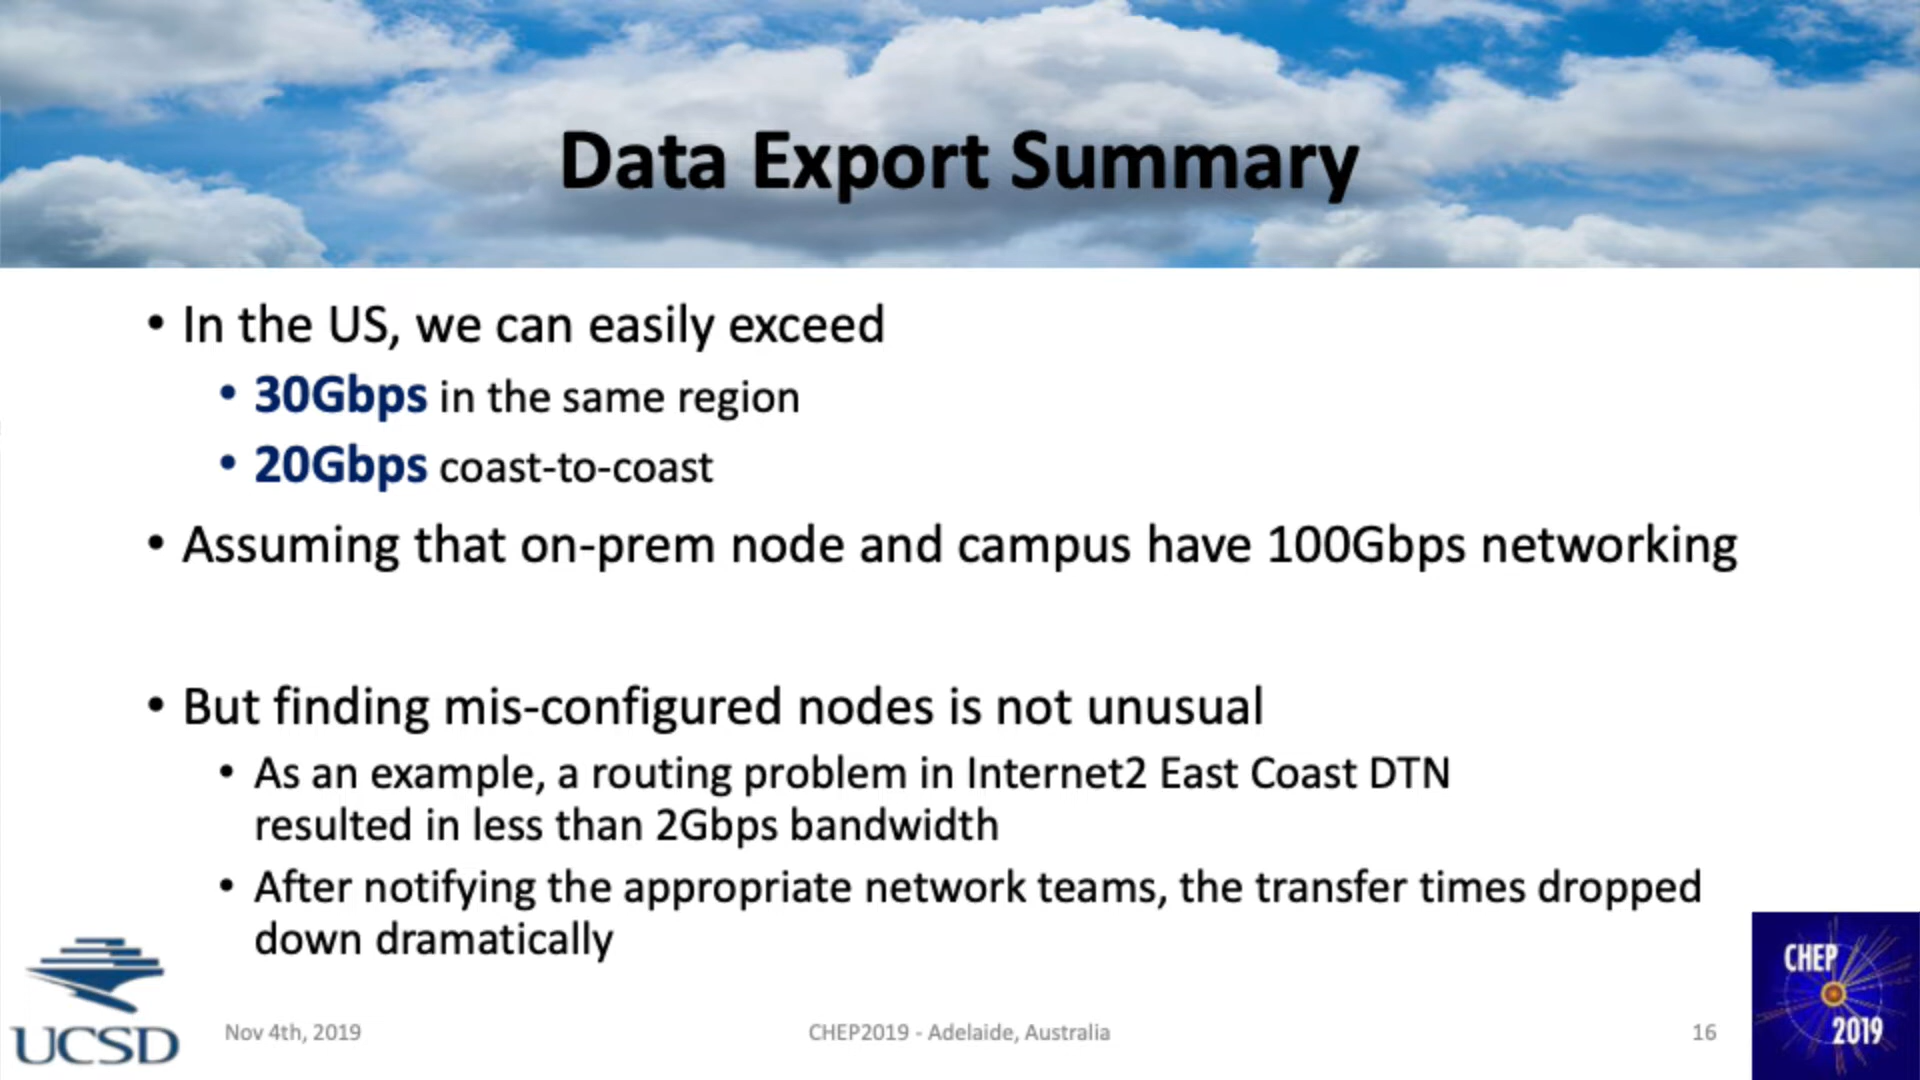 Data Export Summary
• In the US, we can easily exceed
• 30Gbps in the same region
• 20Gbps coast-to-coast
• Assuming that on-prem node and campus have 100Gbps networking
• But finding mis-configured nodes is not unusual
• As an example, a routing problem in Internet2 East Coast DTN
resulted in less than 2Gbps bandwidth
• After notifying the appropriate network teams, the transfer times dropped
down dramatically
UCSD
Nov 4th, 2019
CHEP2019 - Adelaide, Australia
16
CHEP
2019